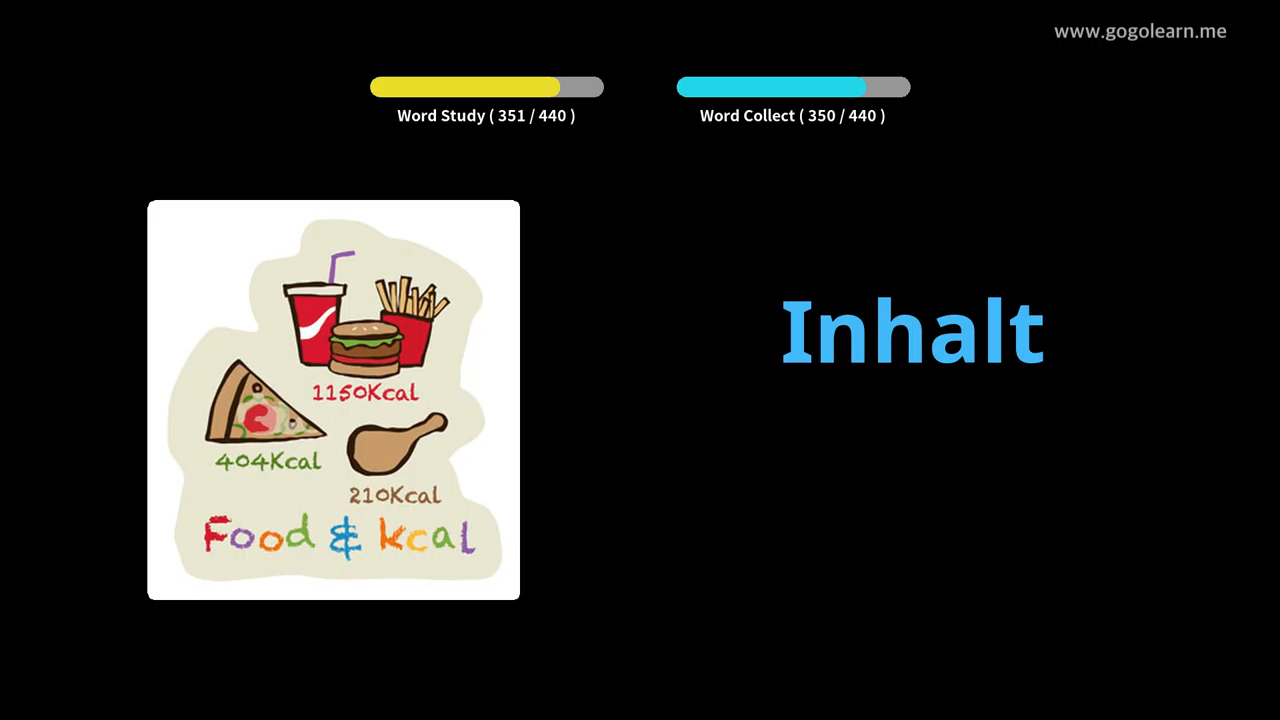 www.gogolearn.me
Word Study ( 351 / 440 )
Word Collect ( 350 / 440 )
1150Kcal
404Kcal
210Kcal
Food & kcal
Inhalt